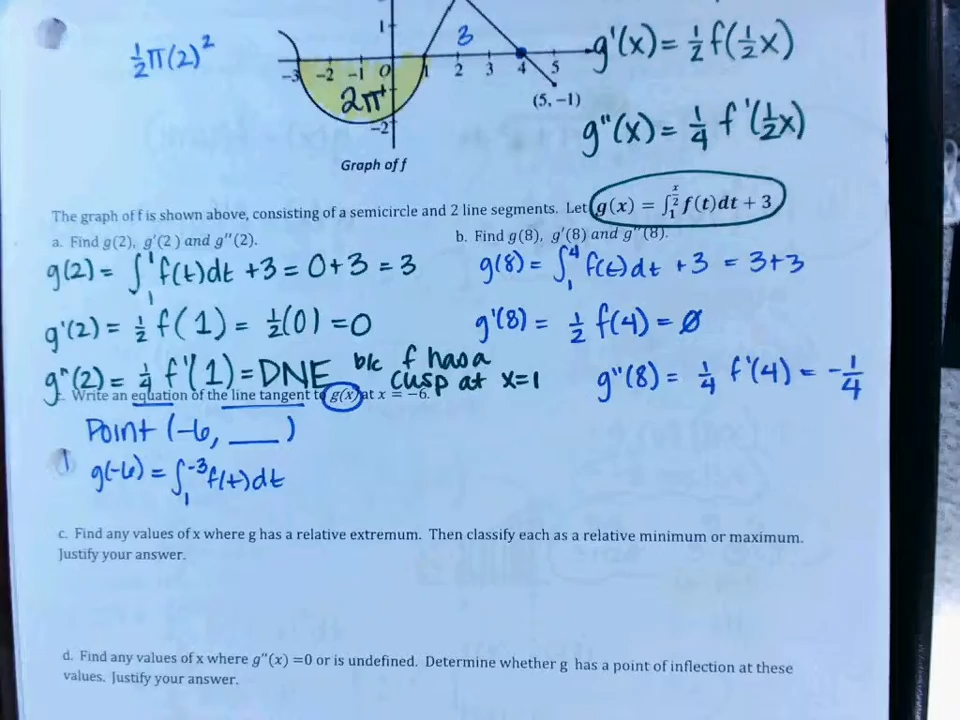 1
½π(2)²
3
g'(x) = ½ f(½x)
-3 -2 -1 O 1 2 3 4 5
2π
(5, −1)
-2
g"(x) = ¼ f'(½x)
Graph of f
The graph of f is shown above, consisting of a semicircle and 2 line segments. Let g(x) = ∫₁^(x/2) f(t)dt + 3
a. Find g(2), g'(2) and g"(2).
b. Find g(8), g'(8) and g"(8).
g(2) = ∫₁¹ f(t)dt + 3 = 0+3 = 3
g(8) = ∫₁⁴ f(t)dt + 3 = 3+3
g'(2) = ½ f(1) = ½(0) = 0
g'(8) = ½ f(4) = Ø
g"(2) = ¼ f'(1) = DNE b/c f has a cusp at x=1
g"(8) = ¼ f'(4) = -¼
Write an equation of the line tangent to g(x) at x = −6.
Point (-6, ___)
g(-6) = ∫₁⁻³ f(t)dt
c. Find any values of x where g has a relative extremum. Then classify each as a relative minimum or maximum.
Justify your answer.
d. Find any values of x where g"(x) =0 or is undefined. Determine whether g has a point of inflection at these
values. Justify your answer.